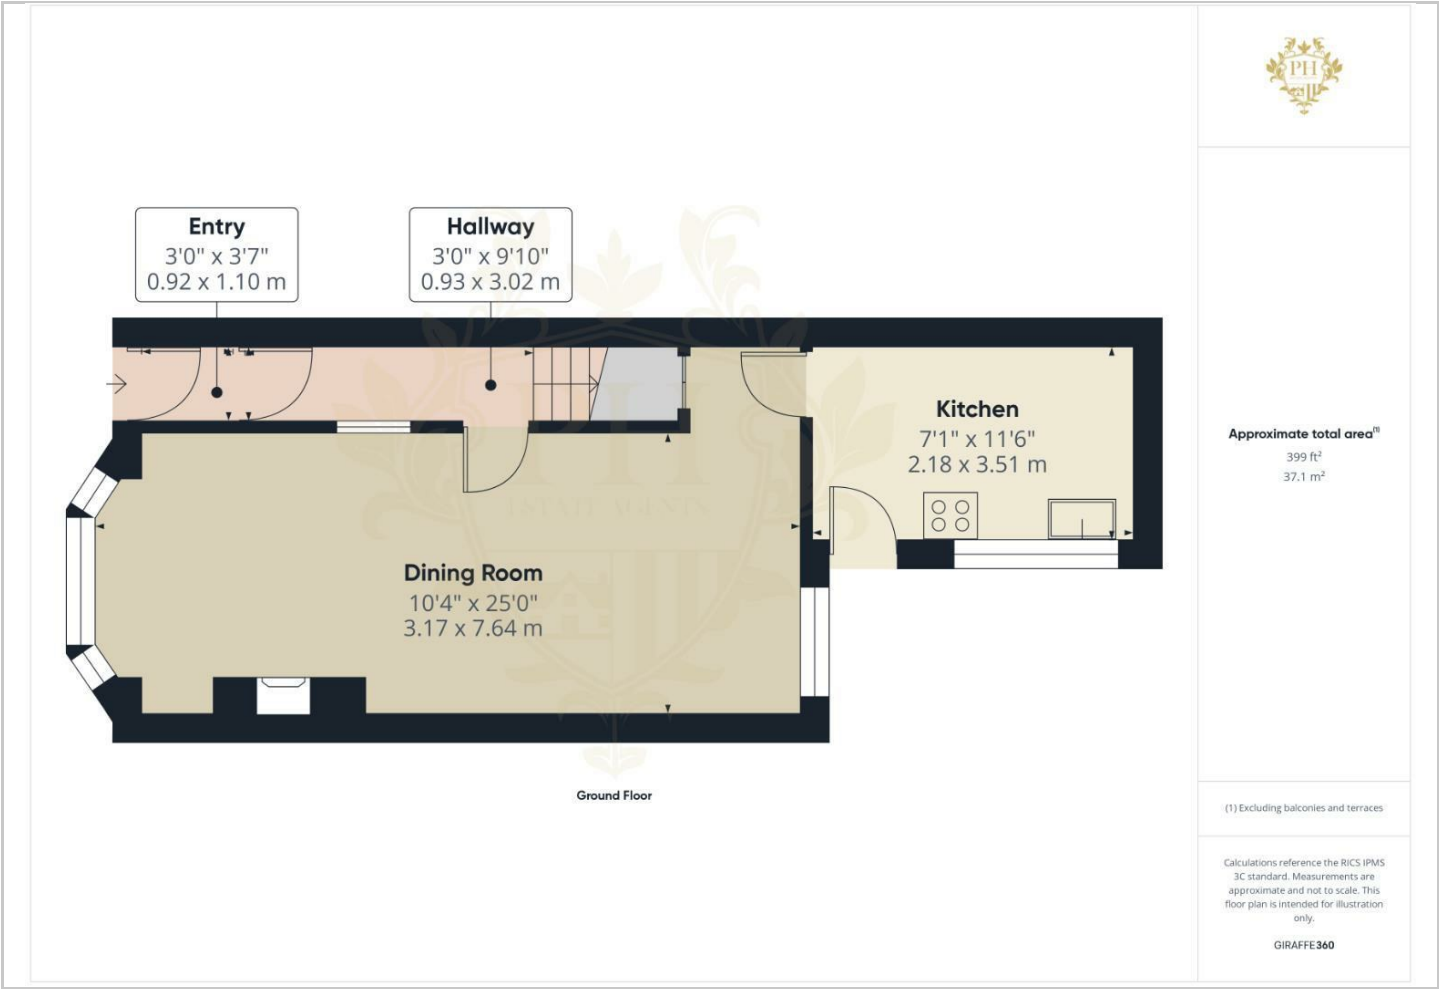 PH
Entry
3'0" x 3'7"
0.92 x 1.10 m
Hallway
3'0" x 9'10"
0.93 x 3.02 m
Kitchen
7'1" x 11'6"
2.18 x 3.51 m
Dining Room
10'4" x 25'0"
3.17 x 7.64 m
PH
ESTATE AGENTS
Ground Floor
Approximate total area(1)
399 ft²
37.1 m²
(1) Excluding balconies and terraces
Calculations reference the RICS IPMS
3C standard. Measurements are
approximate and not to scale. This
floor plan is intended for illustration
only.
GIRAFFE360